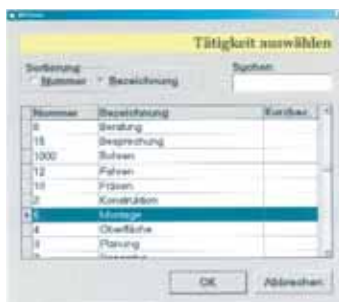 Tätigkeit auswählen
Sortierung
Nummer Bezeichnung
Suchen
Nummer Bezeichnung Kurzbez.
6 Beratung
15 Besprechung
1000 Bohren
12 Fahren
10 Fräsen
2 Konstruktion
5 Montage
4 Oberfläche
3 Planung
OK Abbrechen